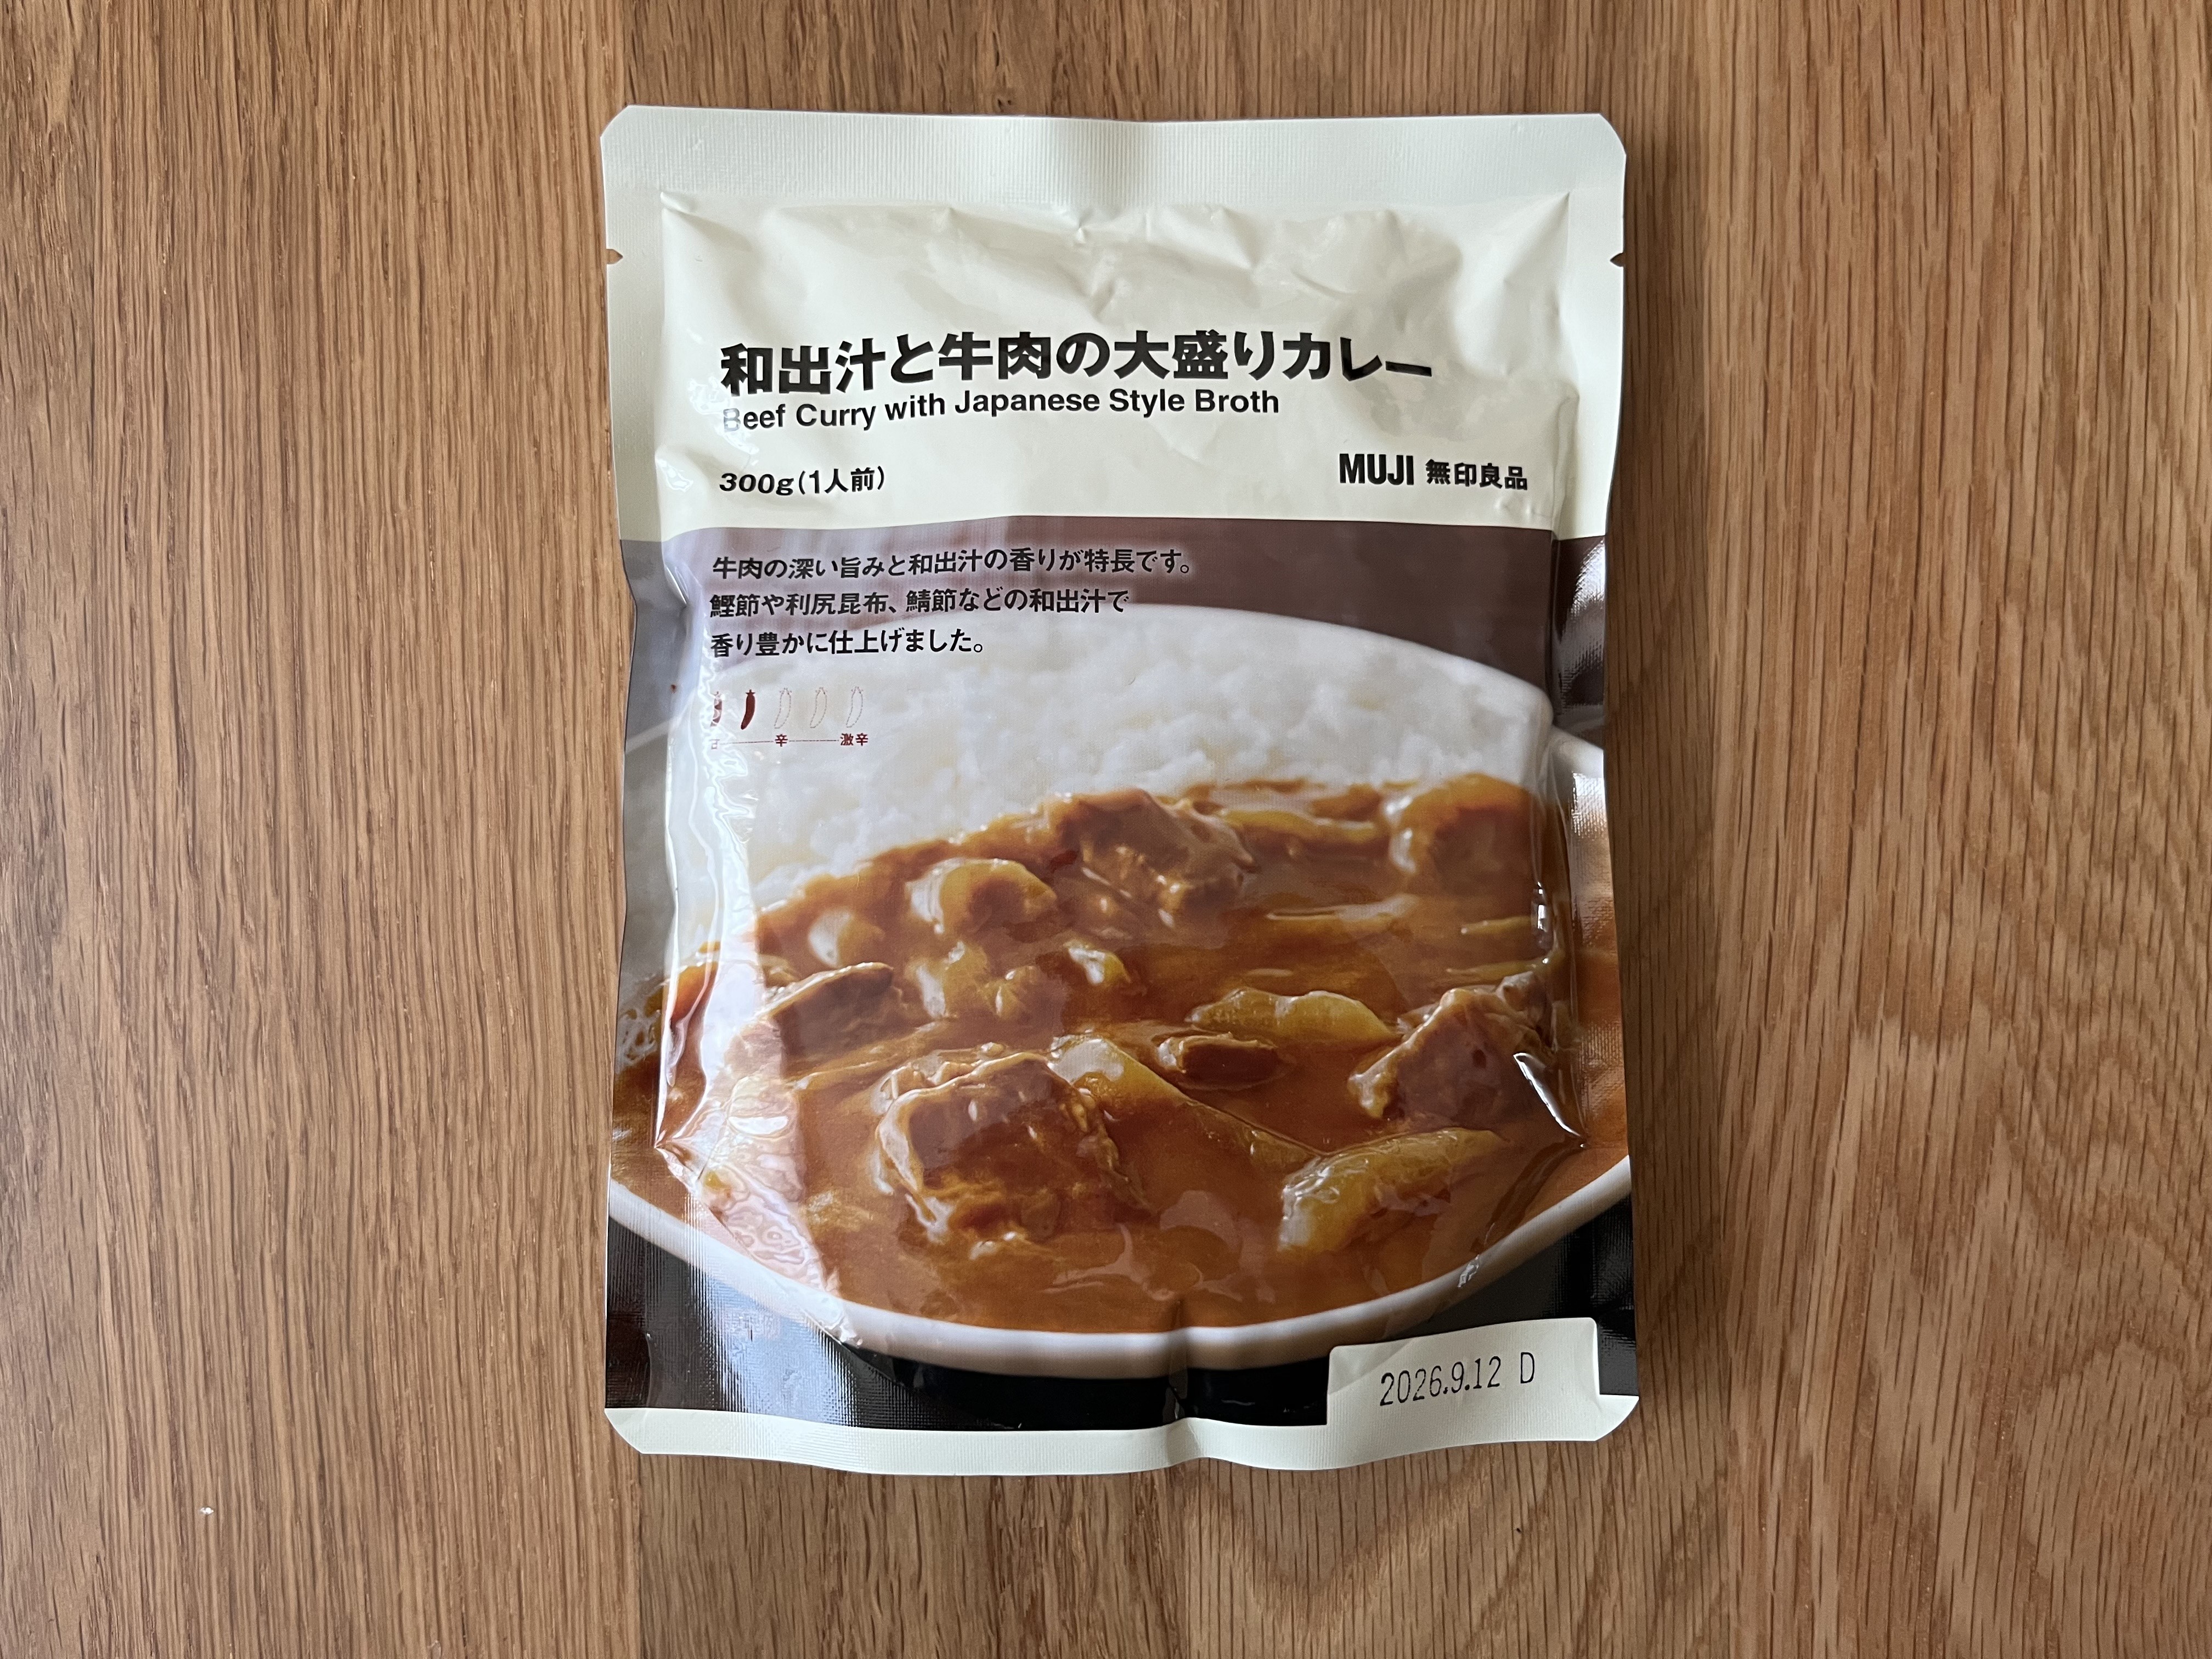 和出汁と牛肉の大盛りカレー
Beef Curry with Japanese Style Broth
300g(1人前)
MUJI 無印良品
牛肉の深い旨みと和出汁の香りが特長です。
鰹節や利尻昆布、鯖節などの和出汁で
香り豊かに仕上げました。
辛 激辛
2026.9.12 D